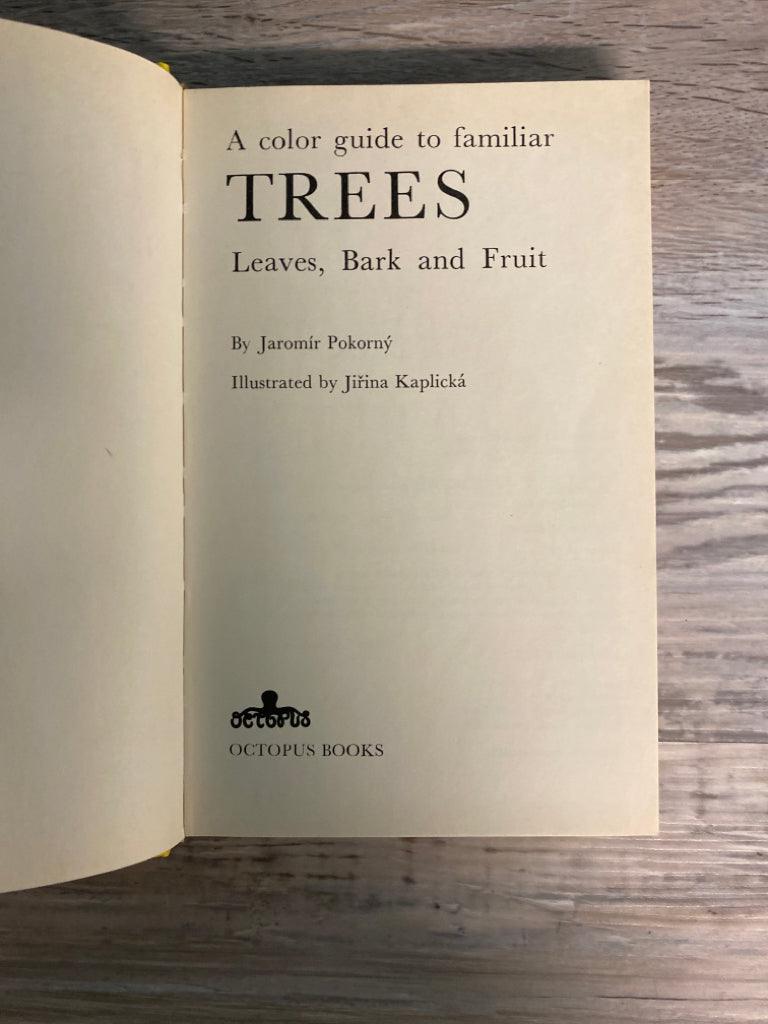 A color guide to familiar
TREES
Leaves, Bark and Fruit
By Jaromír Pokorný
Illustrated by Jiřina Kaplická
OCTOPUS
OCTOPUS BOOKS